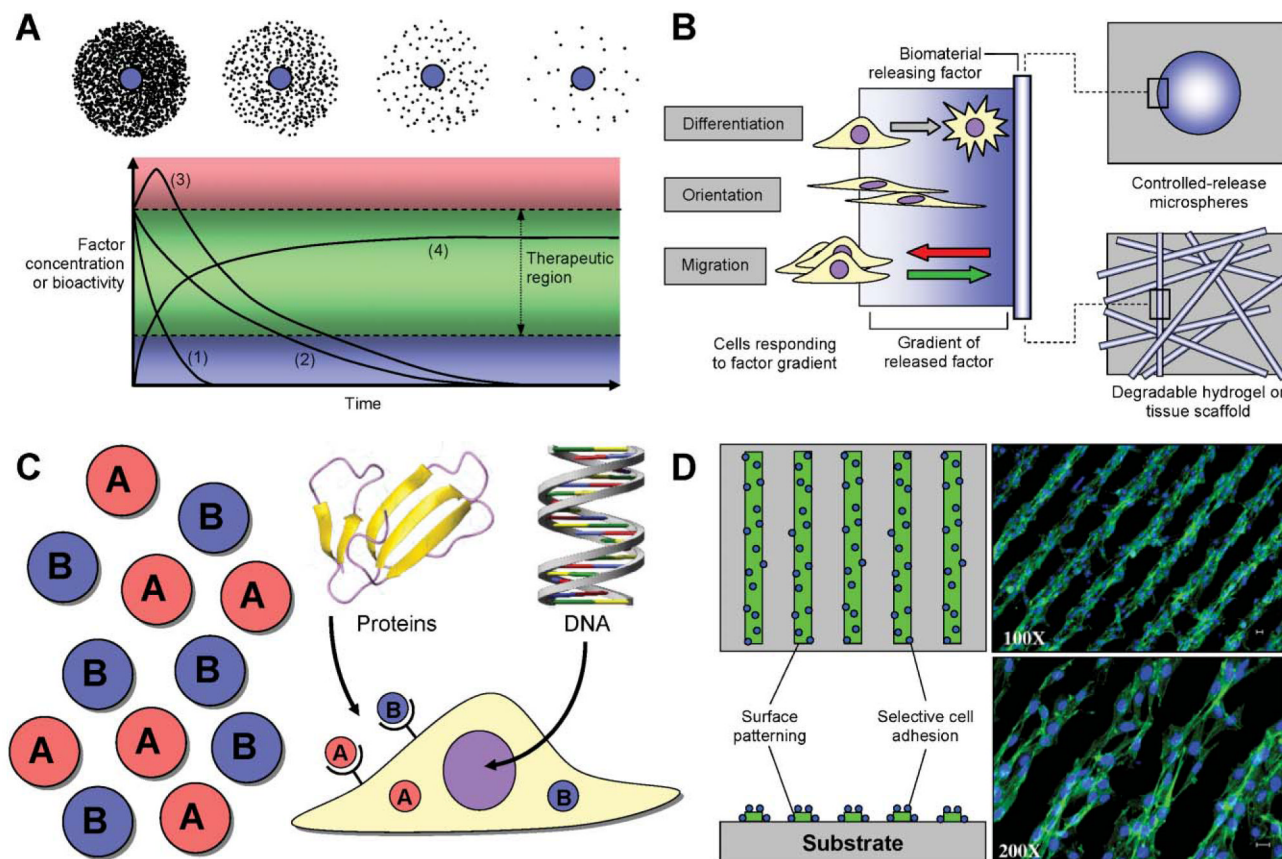 A
(3)
(4)
(1)
(2)
Factor
concentration
or bioactivity
Therapeutic
region
Time
B
Biomaterial
releasing factor
Differentiation
Orientation
Migration
Cells responding
to factor gradient
Gradient of
released factor
Controlled-release
microspheres
Degradable hydrogel or
tissue scaffold
C
A
B
B
A
A
B
B
A
A
B
B
A
Proteins
DNA
B
A
A
B
D
Surface
patterning
Selective cell
adhesion
Substrate
100X
200X